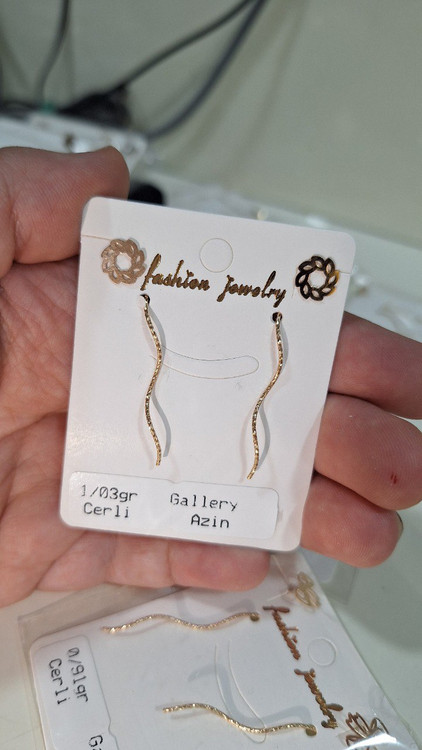 fashion jewelry
1/03gr Gallery
Cerli Azin
fashion jewelry
0/91gr
Cerli